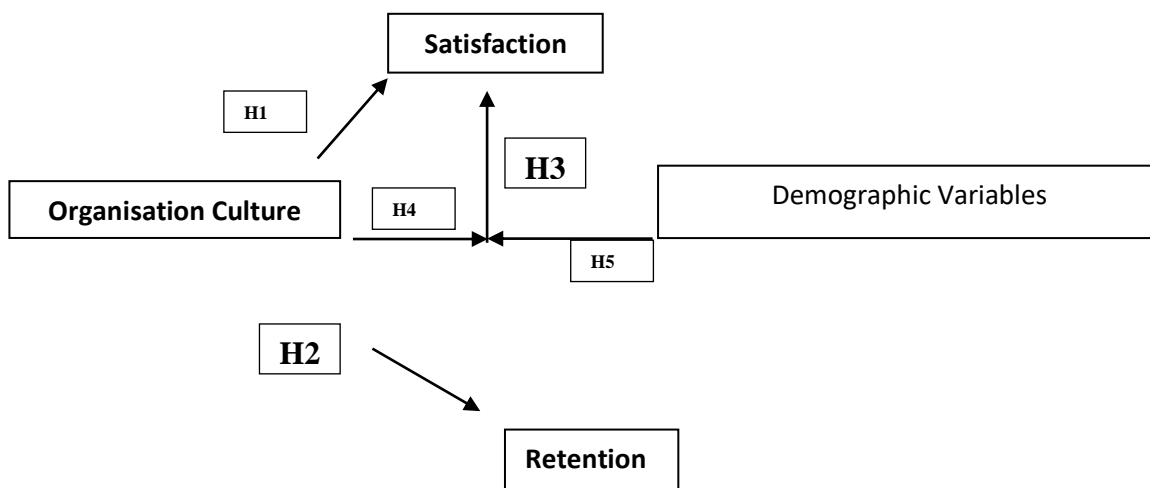 Satisfaction
H1
H3
Organisation Culture
H4
Demographic Variables
H5
H2
Retention